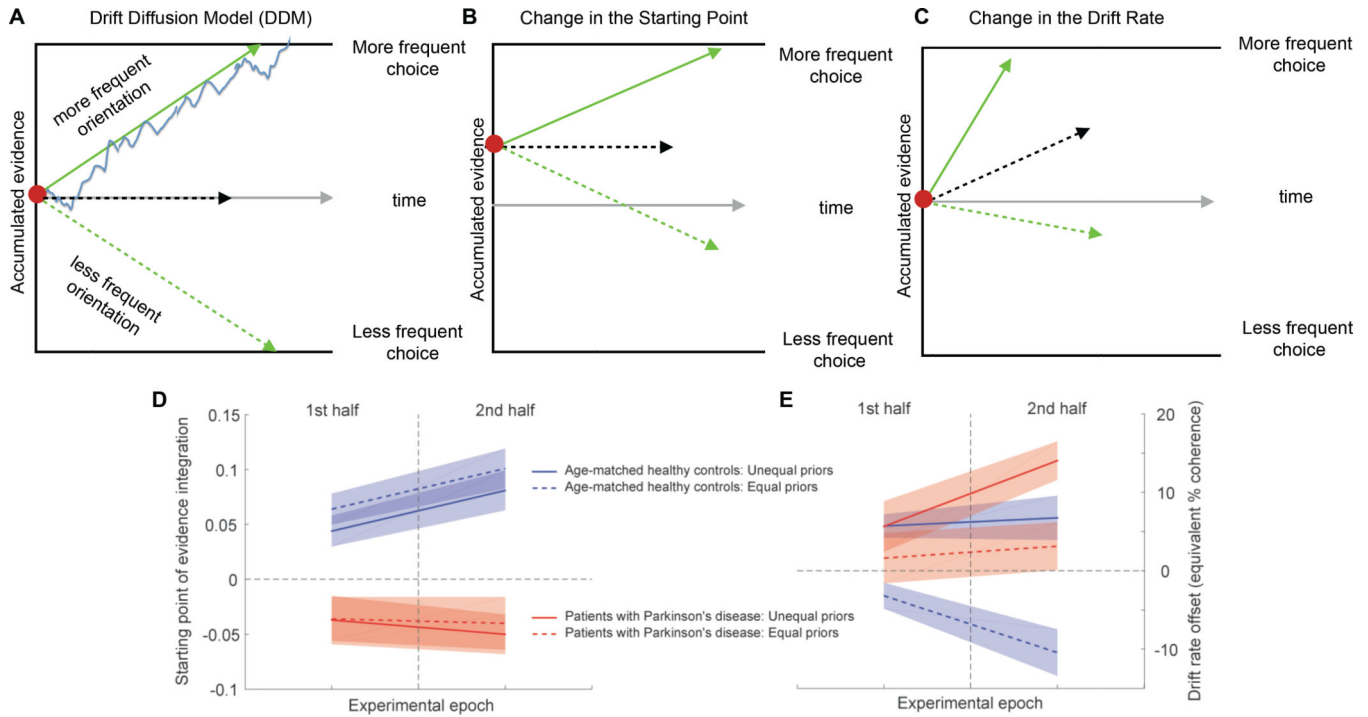 A
Drift Diffusion Model (DDM)
Accumulated evidence
more frequent
orientation
less frequent
orientation
More frequent
choice
time
Less frequent
choice
B
Change in the Starting Point
Accumulated evidence
More frequent
choice
time
Less frequent
choice
C
Change in the Drift Rate
Accumulated evidence
More frequent
choice
time
Less frequent
choice
D
1st half
2nd half
Starting point of evidence integration
0.15
0.1
0.05
0
-0.05
-0.1
Experimental epoch
Age-matched healthy controls: Unequal priors
Age-matched healthy controls: Equal priors
Patients with Parkinson's disease: Unequal priors
Patients with Parkinson's disease: Equal priors
E
1st half
2nd half
20
10
0
-10
Drift rate offset (equivalent % coherence)
Experimental epoch